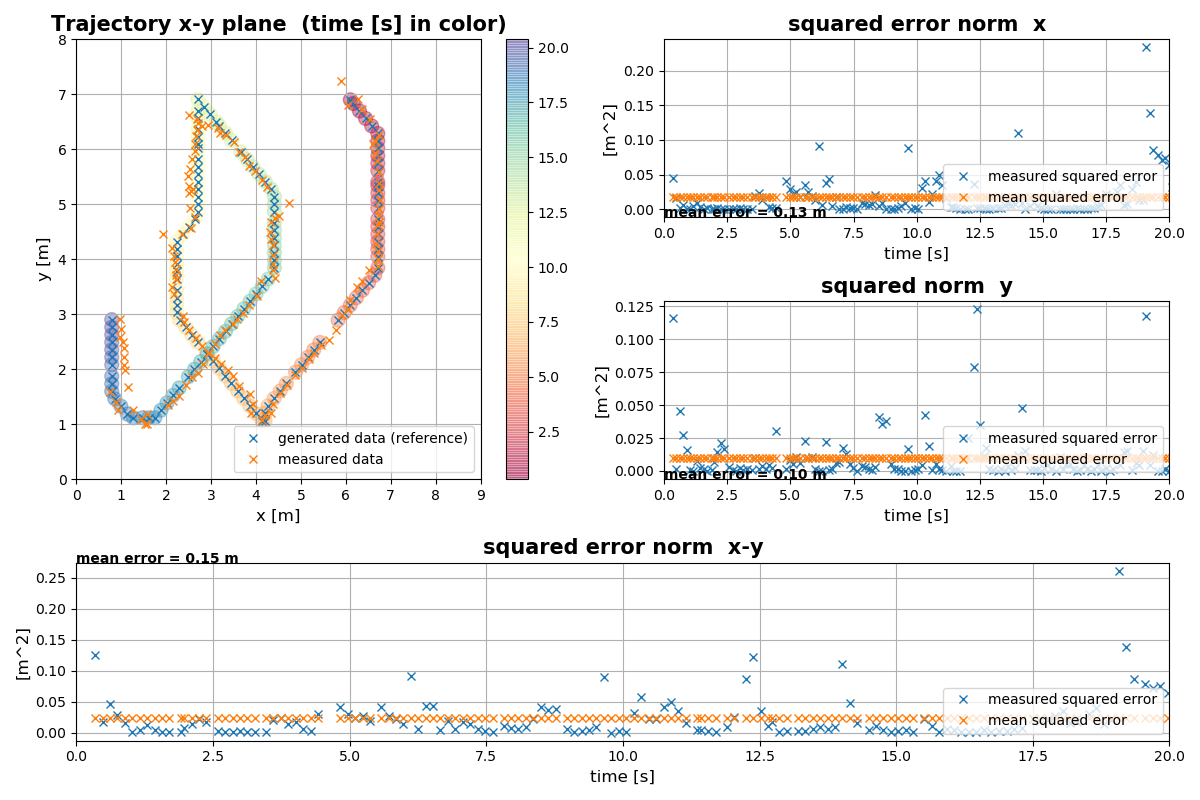 Trajectory x-y plane  (time [s] in color)
8
7
6
5
4
3
2
1
0
y [m]
0 1 2 3 4 5 6 7 8 9
x [m]
generated data (reference)
measured data
20.0
17.5
15.0
12.5
10.0
7.5
5.0
2.5
squared error norm  x
0.20
0.15
0.10
0.05
0.00
[m^2]
measured squared error
mean squared error
mean error = 0.13 m
0.0 2.5 5.0 7.5 10.0 12.5 15.0 17.5 20.0
time [s]
squared norm  y
0.125
0.100
0.075
0.050
0.025
0.000
[m^2]
measured squared error
mean squared error
mean error = 0.10 m
0.0 2.5 5.0 7.5 10.0 12.5 15.0 17.5 20.0
time [s]
squared error norm  x-y
mean error = 0.15 m
0.25
0.20
0.15
0.10
0.05
0.00
[m^2]
measured squared error
mean squared error
0.0 2.5 5.0 7.5 10.0 12.5 15.0 17.5 20.0
time [s]